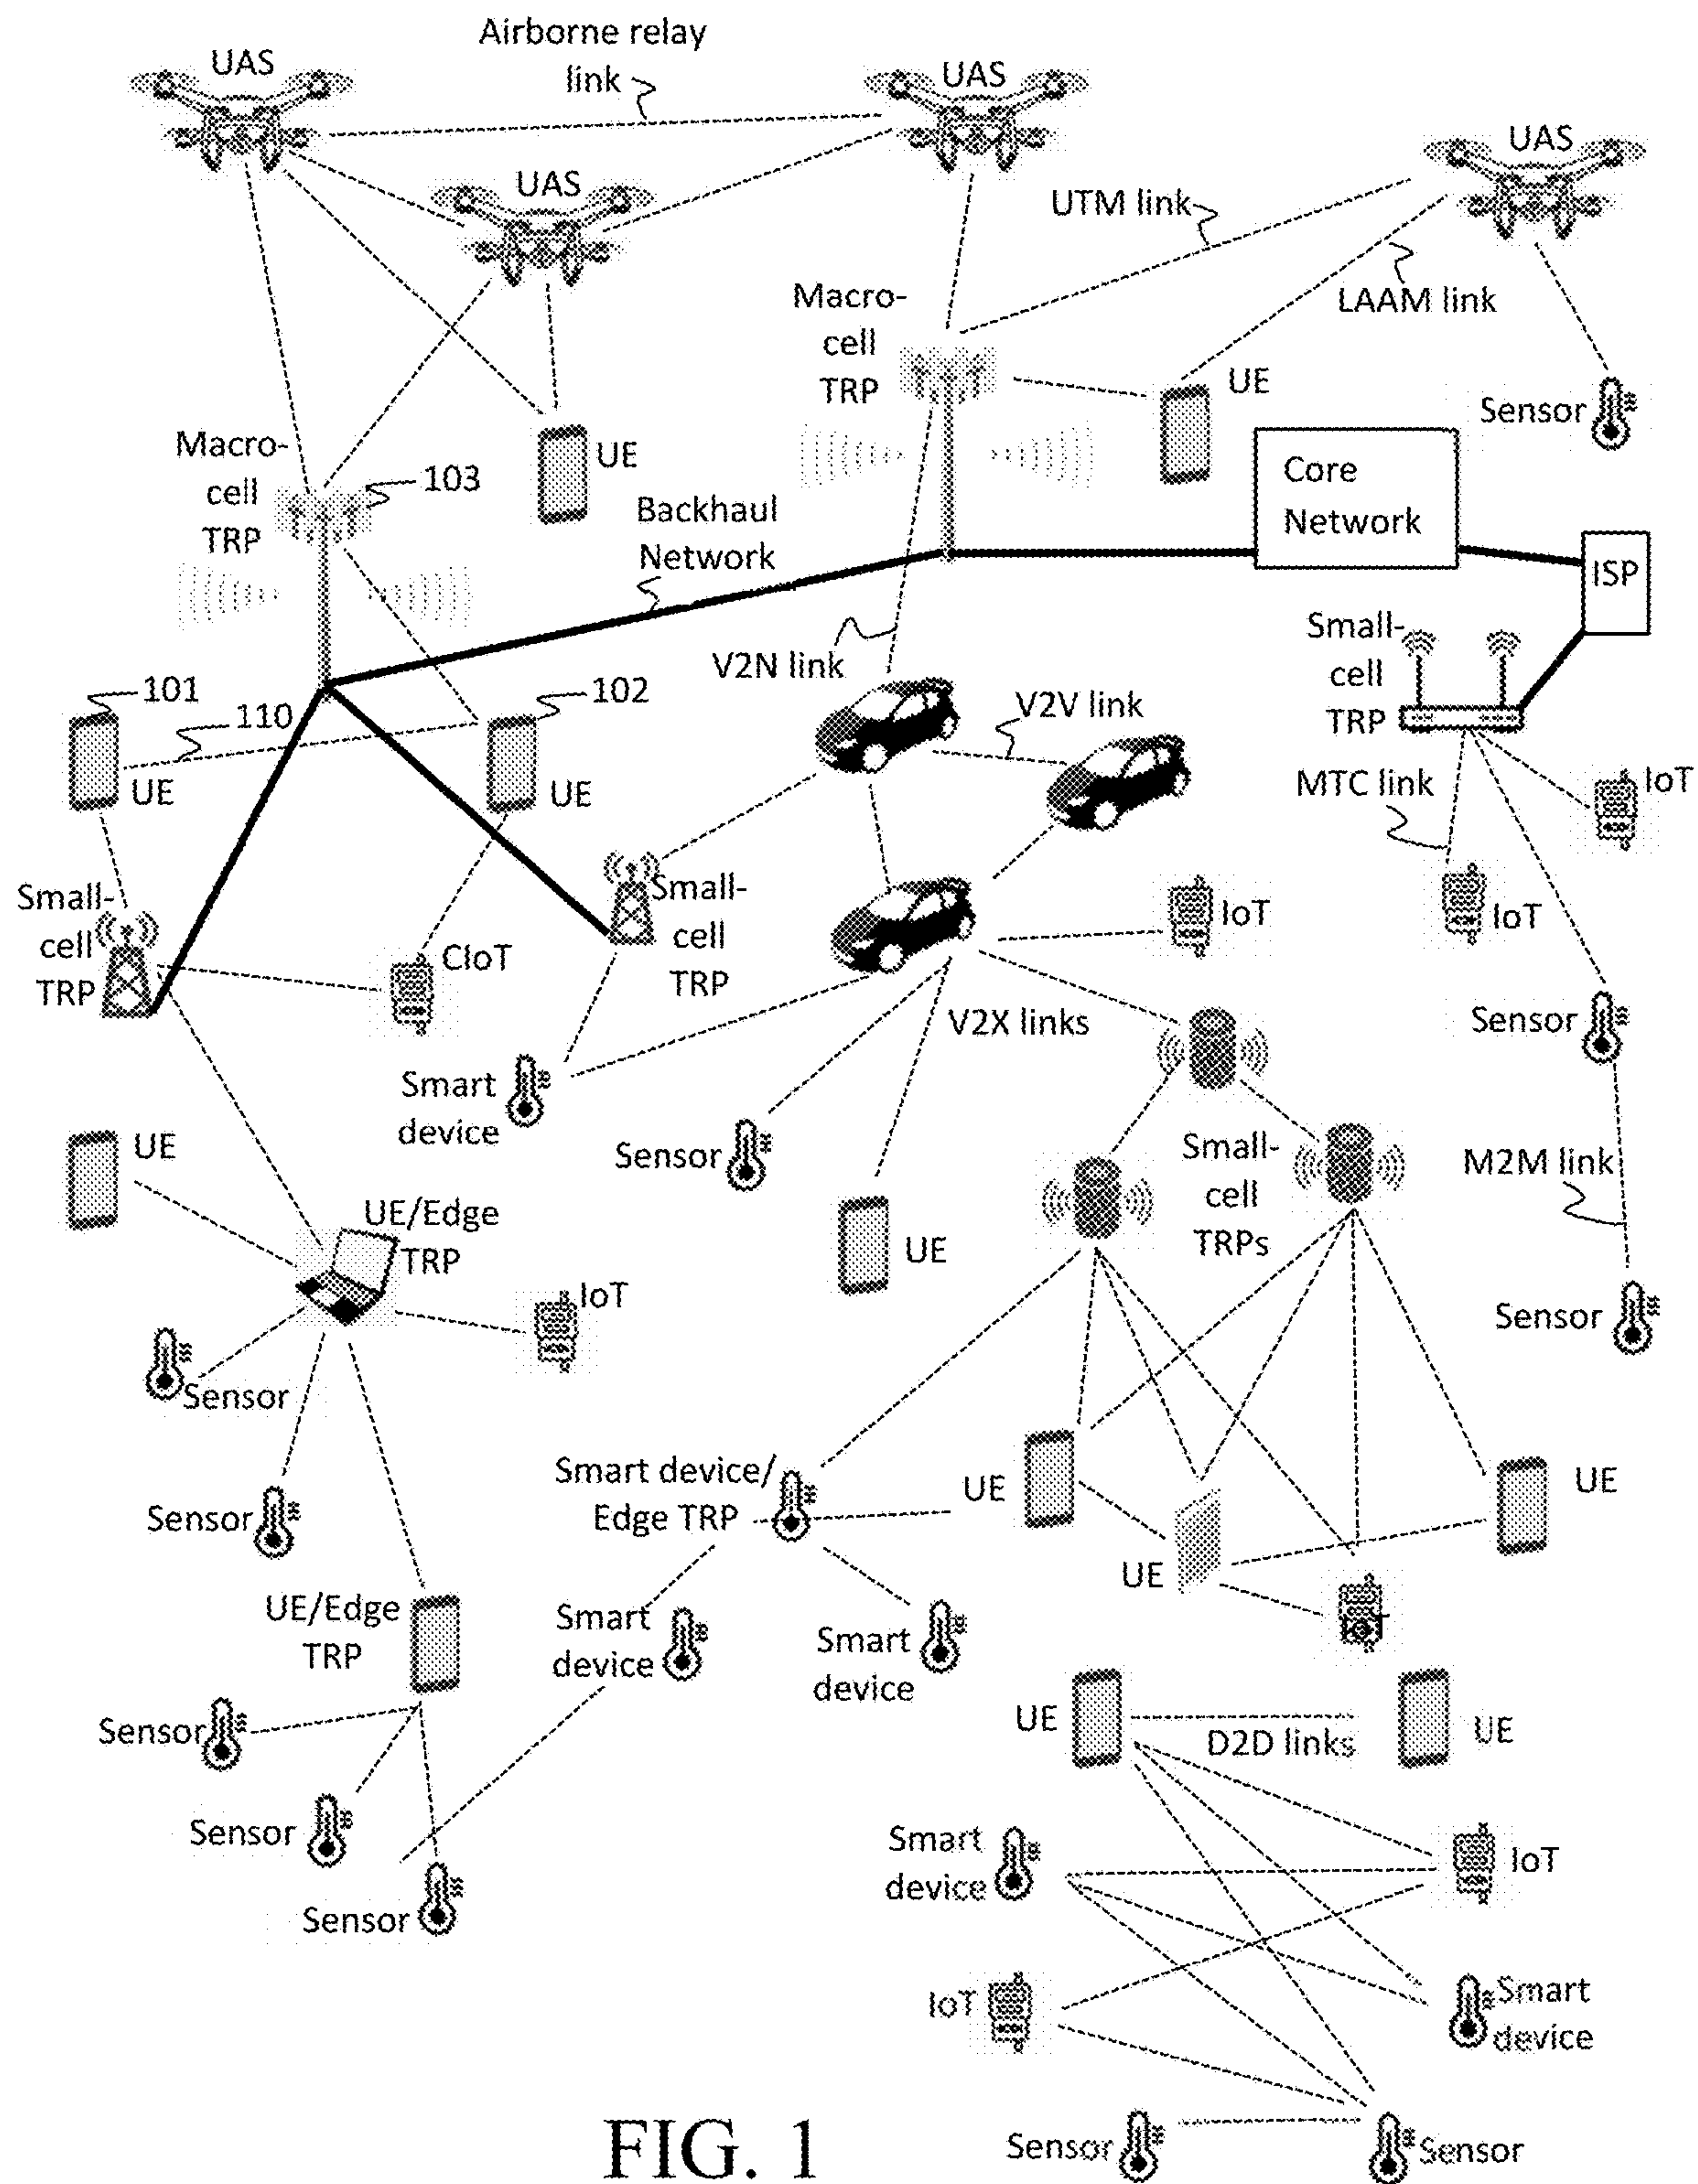 Airborne relay
link
UAS
UAS
UAS
UAS
UTM link
LAAM link
Macro-
cell
TRP
UE
Sensor
Macro-
cell
TRP
103
UE
Backhaul
Network
Core
Network
ISP
Small-
cell
TRP
V2N link
V2V link
101
110
102
UE
UE
MTC link
IoT
IoT
Small-
cell
TRP
CIoT
Small-
cell
TRP
IoT
V2X links
Sensor
Smart
device
Sensor
UE
UE
Small-
cell
TRPs
M2M link
Sensor
UE/Edge
TRP
IoT
Sensor
Sensor
Smart device/
Edge TRP
UE
UE
UE
IoT
UE/Edge
TRP
Smart
device
Smart
device
Sensor
Sensor
Sensor
UE
UE
D2D links
Smart
device
IoT
IoT
Smart
device
Sensor
Sensor
FIG. 1